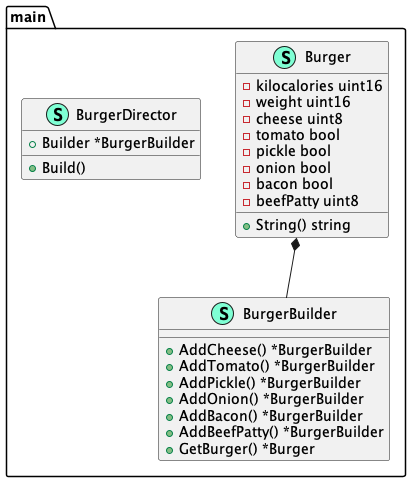 main
S Burger
kilocalories uint16
weight uint16
cheese uint8
tomato bool
pickle bool
onion bool
bacon bool
beefPatty uint8
String() string
S BurgerDirector
Builder *BurgerBuilder
Build()
S BurgerBuilder
AddCheese() *BurgerBuilder
AddTomato() *BurgerBuilder
AddPickle() *BurgerBuilder
AddOnion() *BurgerBuilder
AddBacon() *BurgerBuilder
AddBeefPatty() *BurgerBuilder
GetBurger() *Burger